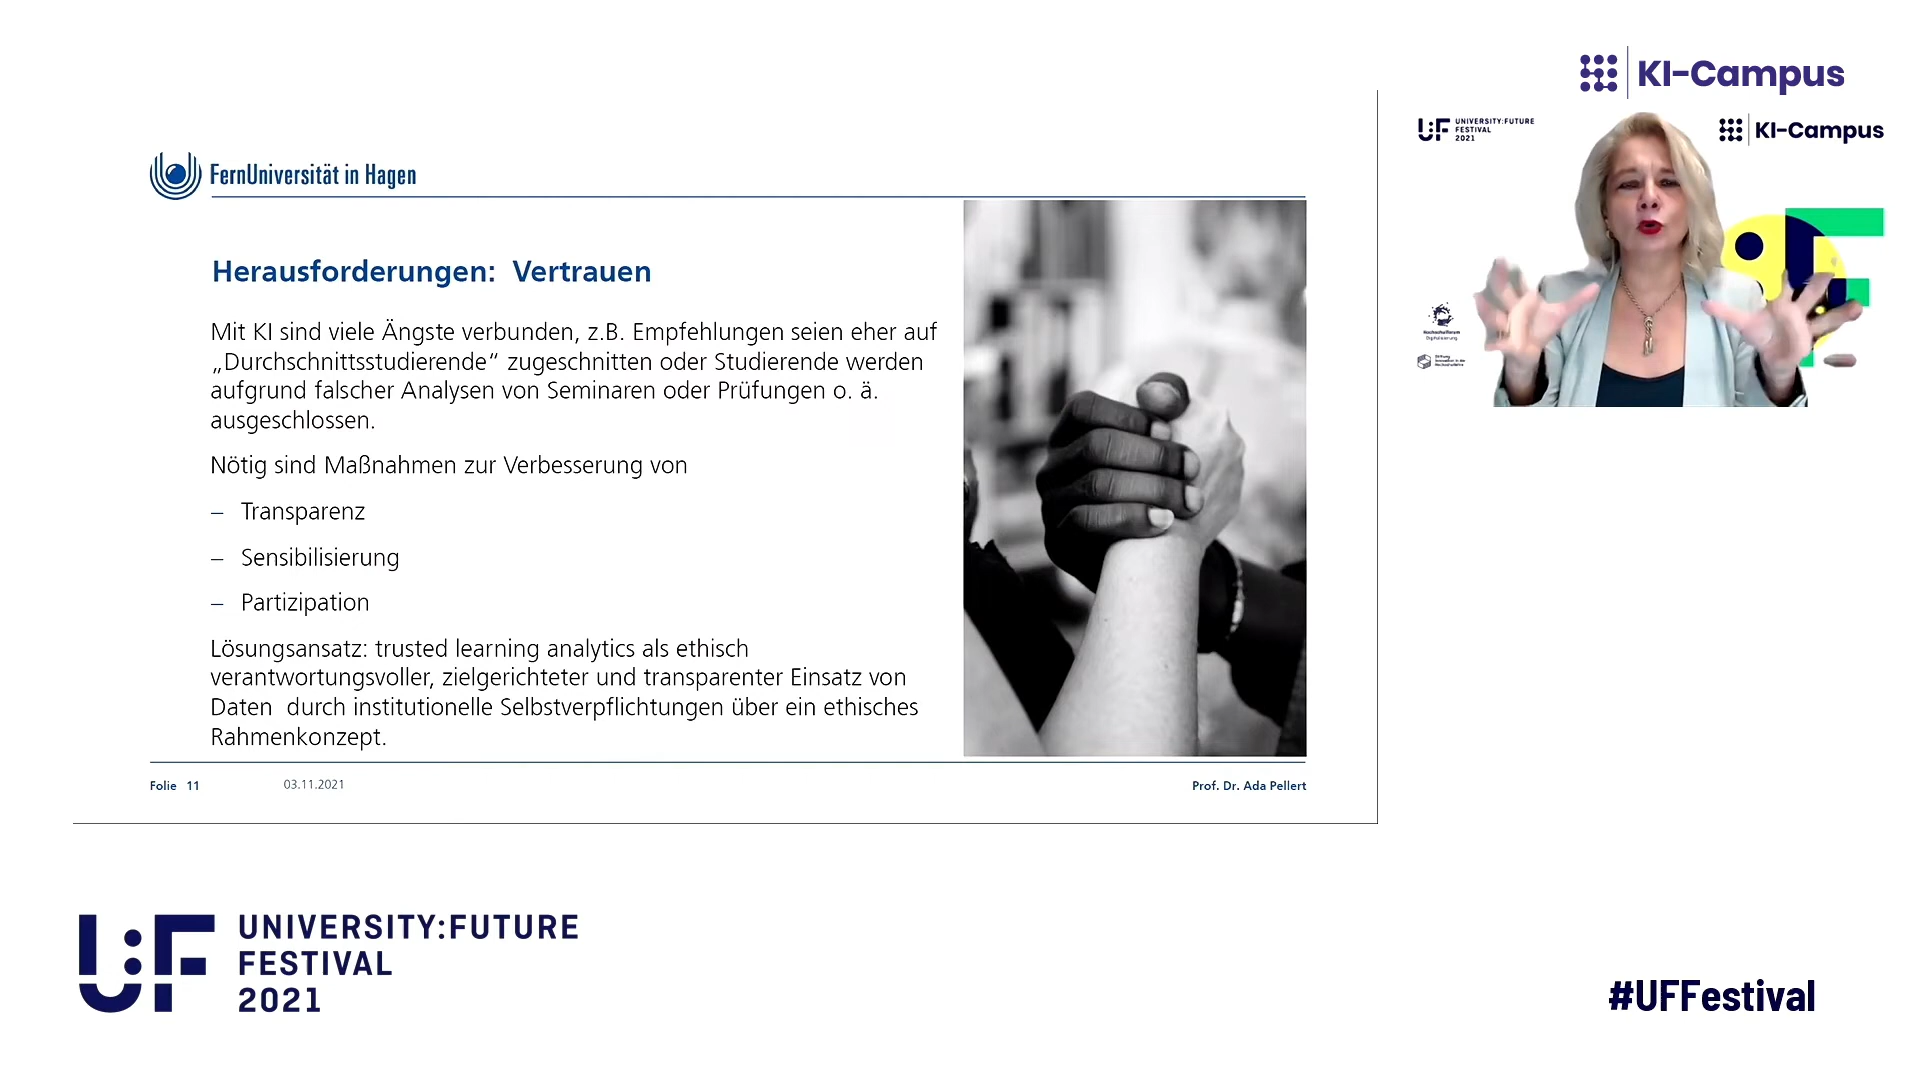 KI-Campus
UNIVERSITY:FUTURE
FESTIVAL
2021
KI-Campus
FernUniversität in Hagen
Herausforderungen:  Vertrauen
Mit KI sind viele Ängste verbunden, z.B. Empfehlungen seien eher auf
„Durchschnittsstudierende“ zugeschnitten oder Studierende werden
aufgrund falscher Analysen von Seminaren oder Prüfungen o. ä.
ausgeschlossen.
Nötig sind Maßnahmen zur Verbesserung von
– Transparenz
– Sensibilisierung
– Partizipation
Lösungsansatz: trusted learning analytics als ethisch
verantwortungsvoller, zielgerichteter und transparenter Einsatz von
Daten  durch institutionelle Selbstverpflichtungen über ein ethisches
Rahmenkonzept.
Folie 11
03.11.2021
Prof. Dr. Ada Pellert
Hochschulforum
Digitalisierung
U:F
UNIVERSITY:FUTURE
FESTIVAL
2021
#UFFestival